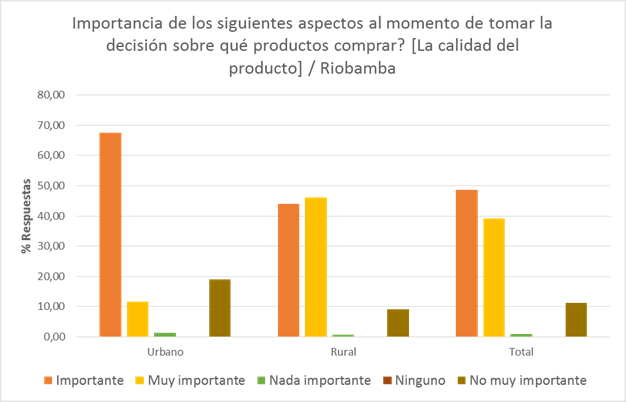 Importancia de los siguientes aspectos al momento de tomar la
decisión sobre qué productos comprar? [La calidad del
producto] / Riobamba
80,00
70,00
60,00
50,00
40,00
30,00
20,00
10,00
0,00
% Respuestas
Urbano Rural Total
Importante Muy importante Nada importante Ninguno No muy importante